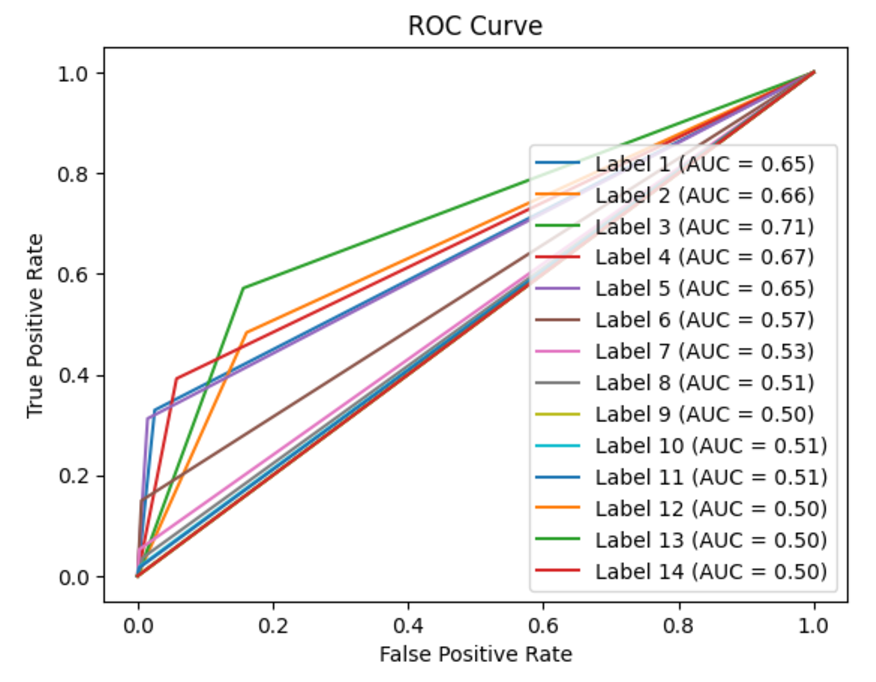 ROC Curve
1.0
0.8
0.6
0.4
0.2
0.0
True Positive Rate
Label 1 (AUC = 0.65)
Label 2 (AUC = 0.66)
Label 3 (AUC = 0.71)
Label 4 (AUC = 0.67)
Label 5 (AUC = 0.65)
Label 6 (AUC = 0.57)
Label 7 (AUC = 0.53)
Label 8 (AUC = 0.51)
Label 9 (AUC = 0.50)
Label 10 (AUC = 0.51)
Label 11 (AUC = 0.51)
Label 12 (AUC = 0.50)
Label 13 (AUC = 0.50)
Label 14 (AUC = 0.50)
0.0 0.2 0.4 0.6 0.8 1.0
False Positive Rate